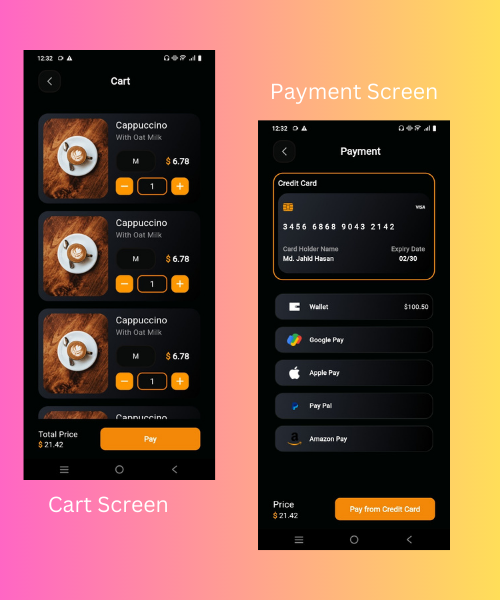 12:32
Cart
Cappuccino
With Oat Milk
M
$ 6.78
1
Cappuccino
With Oat Milk
M
$ 6.78
1
Cappuccino
With Oat Milk
M
$ 6.78
1
Cappuccino
Total Price
$ 21.42
Pay
Cart Screen
Payment Screen
12:32
Payment
Credit Card
VISA
3456 6868 9043 2142
Card Holder Name
Expiry Date
Md. Jahid Hasan
02/30
Wallet
$100.50
Google Pay
Apple Pay
Pay Pal
Amazon Pay
Price
$ 21.42
Pay from Credit Card